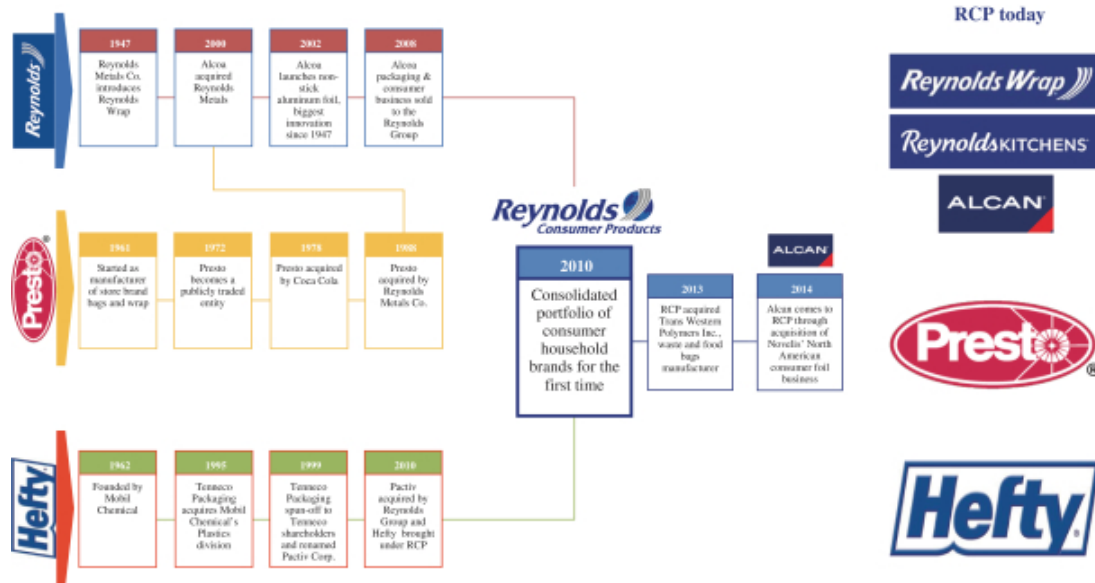 RCP today
Reynolds
1947
Reynolds
Metals Co.
introduces
Reynolds
Wrap
2000
Alcoa
acquired
Reynolds
Metals
2002
Alcoa
launches non-
stick
aluminum foil,
biggest
innovation
since 1947
2008
Alcoa
packaging &
consumer
business sold
to the
Reynolds
Group
Reynolds Wrap
Reynolds KITCHENS
ALCAN
Reynolds
Consumer Products
Presto®
1961
Started as
manufacturer
of store brand
bags and wrap
1972
Presto
becomes a
publicly traded
entity
1978
Presto acquired
by Coca Cola
1988
Presto
acquired by
Reynolds
Metals Co.
2010
Consolidated
portfolio of
consumer
household
brands for the
first time
2013
RCP acquired
Trans Western
Polymers Inc.,
waste and food
bags
manufacturer
ALCAN
2014
Alcan comes to
RCP through
acquisition of
Novelis' North
American
consumer foil
business
Presto®
Hefty
1962
Founded by
Mobil
Chemical
1995
Tenneco
Packaging
acquires Mobil
Chemical's
Plastics
division
1999
Tenneco
Packaging
spun-off to
Tenneco
shareholders
and renamed
Pactiv Corp.
2010
Pactiv
acquired by
Reynolds
Group and
Hefty brought
under RCP
Hefty